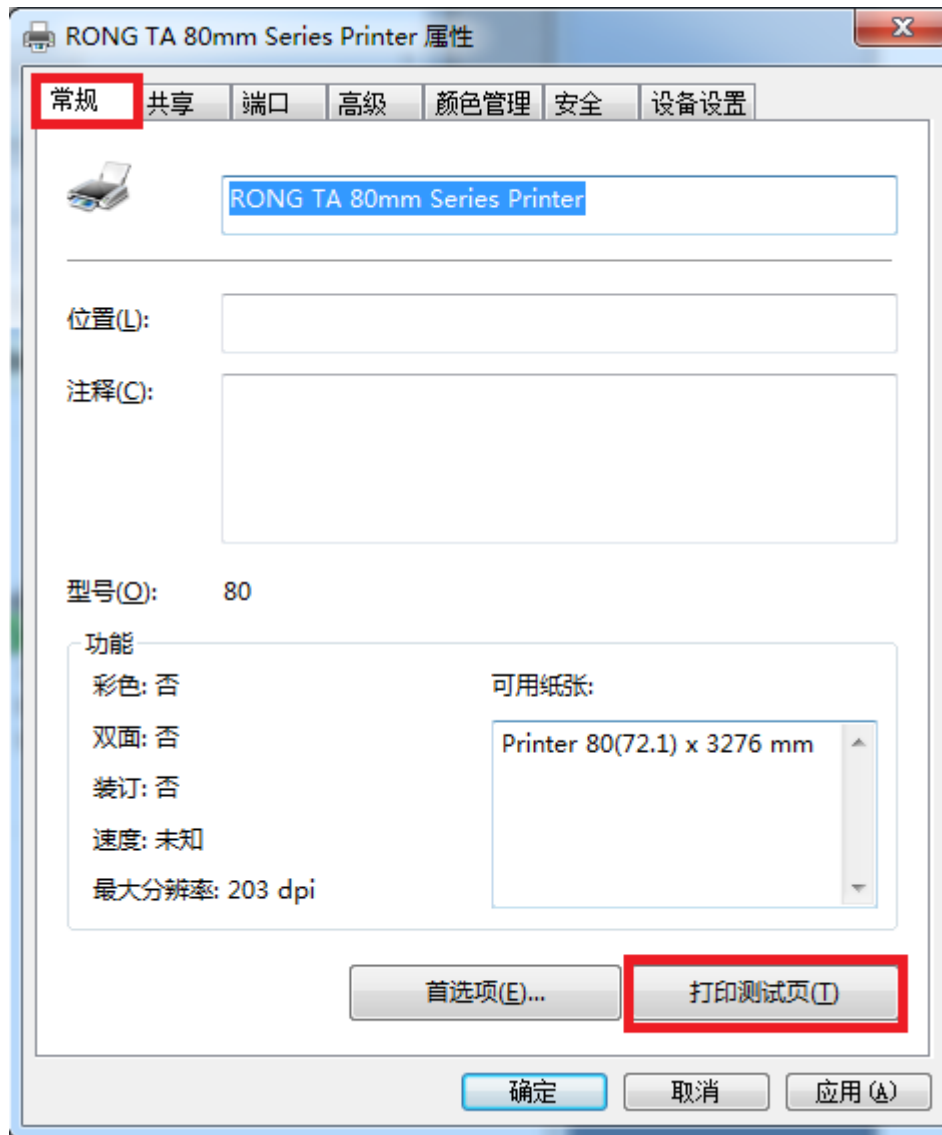 RONG TA 80mm Series Printer 属性
常规 共享 端口 高级 颜色管理 安全 设备设置
RONG TA 80mm Series Printer
位置(L):
注释(C):
型号(O): 80
功能
彩色: 否 可用纸张:
双面: 否 Printer 80(72.1) x 3276 mm
装订: 否
速度: 未知
最大分辨率: 203 dpi
首选项(E)... 打印测试页(T)
确定 取消 应用(A)